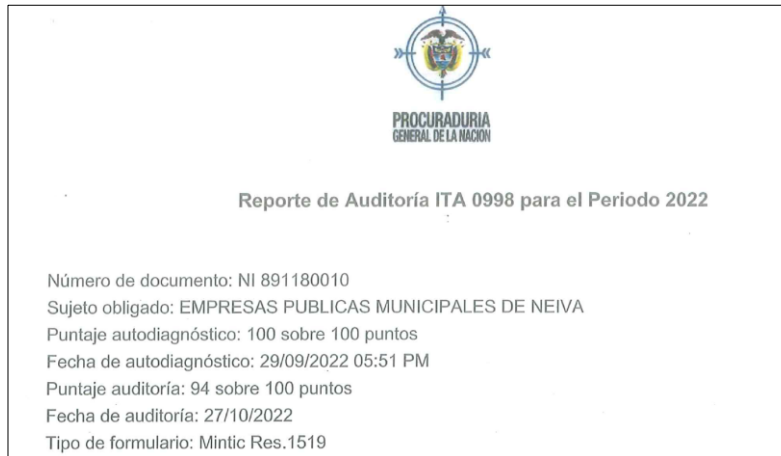 PROCURADURIA
GENERAL DE LA NACION
Reporte de Auditoría ITA 0998 para el Periodo 2022
Número de documento: NI 891180010
Sujeto obligado: EMPRESAS PUBLICAS MUNICIPALES DE NEIVA
Puntaje autodiagnóstico: 100 sobre 100 puntos
Fecha de autodiagnóstico: 29/09/2022 05:51 PM
Puntaje auditoría: 94 sobre 100 puntos
Fecha de auditoría: 27/10/2022
Tipo de formulario: Mintic Res.1519